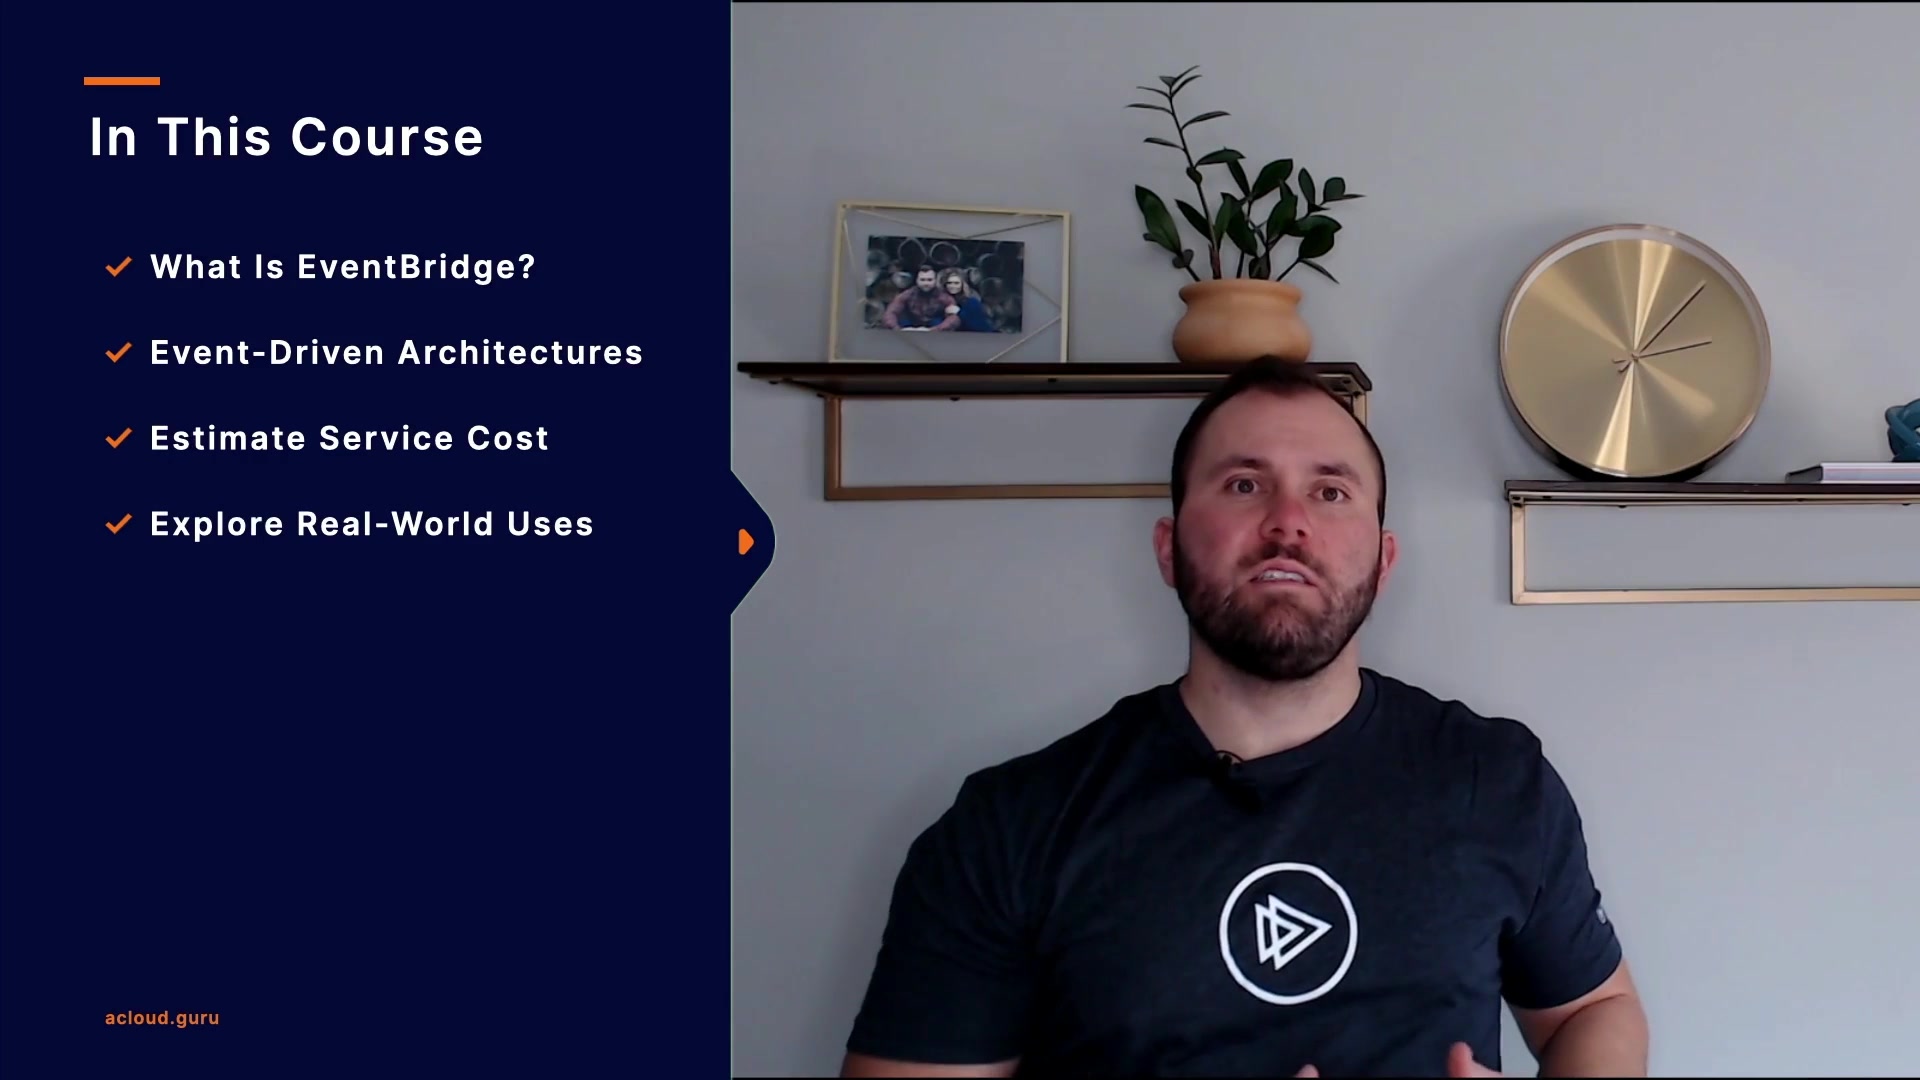 In This Course
What Is EventBridge?
Event-Driven Architectures
Estimate Service Cost
Explore Real-World Uses
acloud.guru